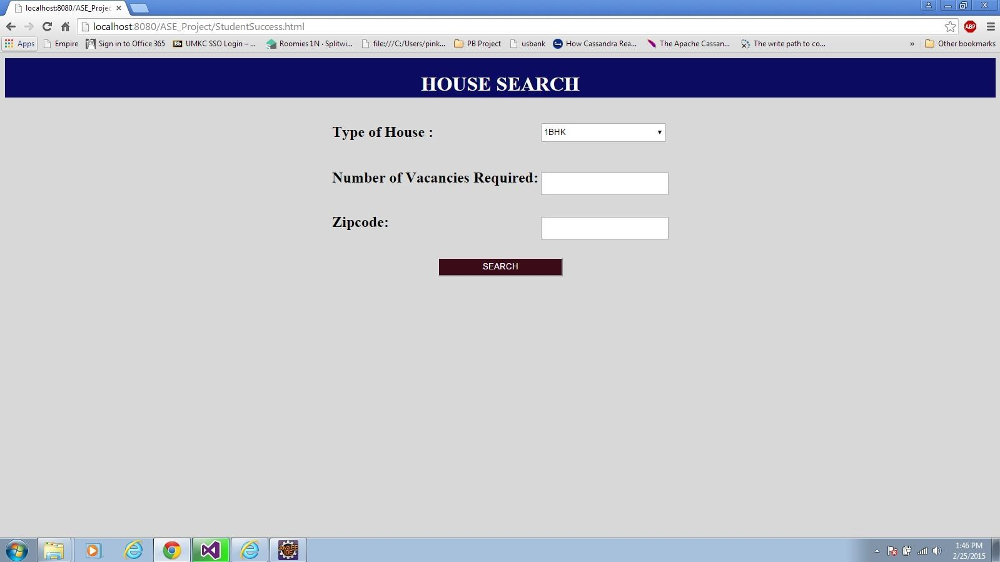 localhost:8080/ASE_Projec
localhost:8080/ASE_Project/StudentSuccess.html
ABP
Apps Empire Sign in to Office 365 Bb UMKC SSO Login – ... Roomies 1N · Splitwi... file:///C:/Users/pink... PB Project usbank How Cassandra Rea... The Apache Cassan... The write path to co... » Other bookmarks
HOUSE SEARCH
Type of House : 1BHK
Number of Vacancies Required:
Zipcode:
SEARCH
Java EE
IDE
1:46 PM
2/25/2015